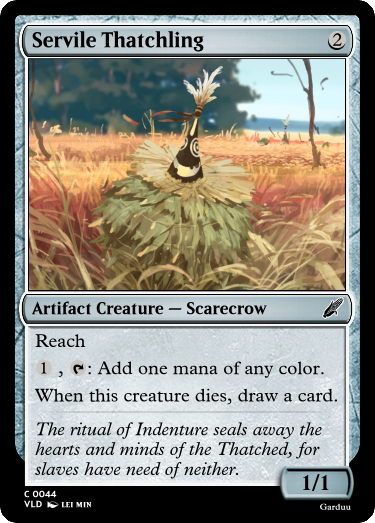 Servile Thatchling 2
Artifact Creature — Scarecrow
Reach
1 , : Add one mana of any color.
When this creature dies, draw a card.
The ritual of Indenture seals away the
hearts and minds of the Thatched, for
slaves have need of neither.
1/1
C 0044
VLD LEI MIN
Garduu